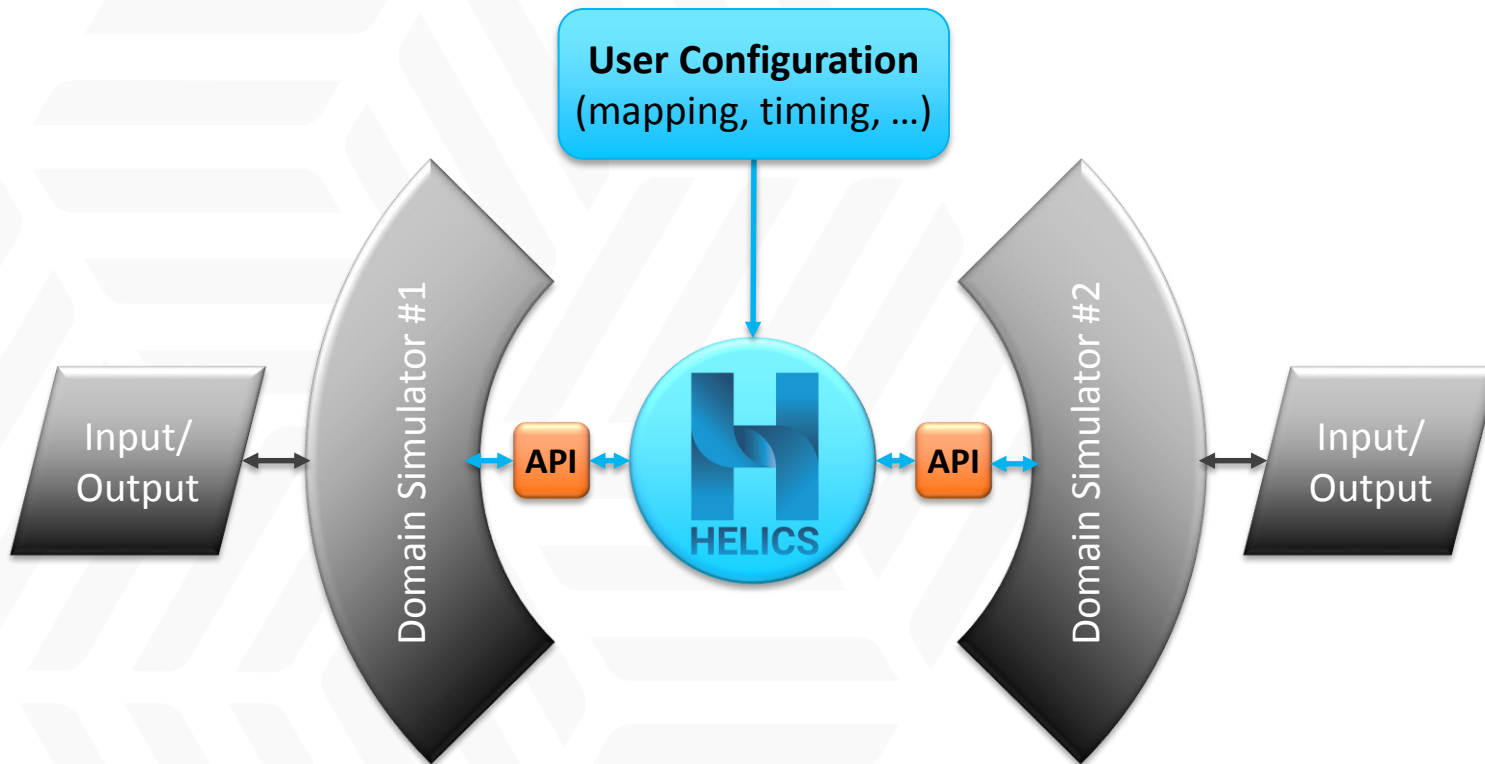 User Configuration
(mapping, timing, …)
Input/
Output
Domain Simulator #1
API
HELICS
API
Domain Simulator #2
Input/
Output